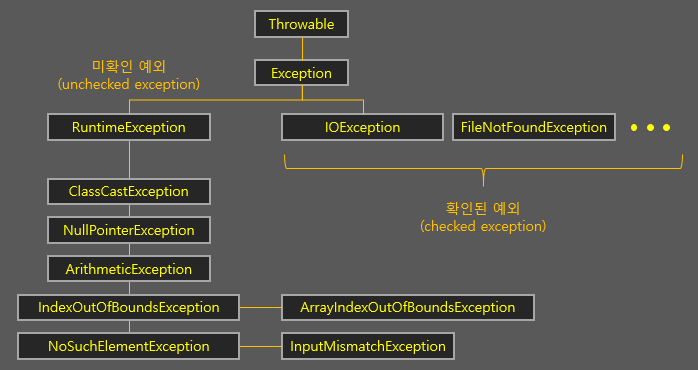 Throwable
미확인 예외
(unchecked exception)
Exception
RuntimeException
IOException
FileNotFoundException
•••
ClassCastException
확인된 예외
(checked exception)
NullPointerException
ArithmeticException
IndexOutOfBoundsException
ArrayIndexOutOfBoundsException
NoSuchElementException
InputMismatchException